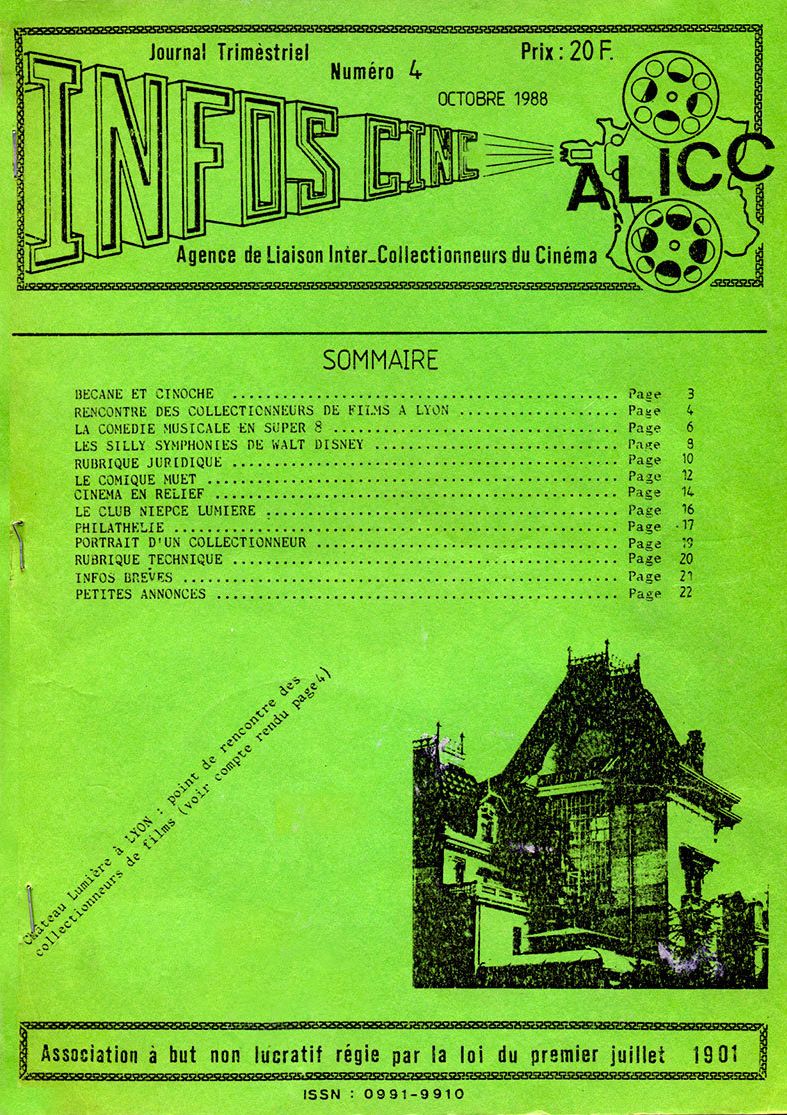 Journal Trimèstriel
Prix : 20 F.
Numéro 4
OCTOBRE 1988
INFOS CINE
ALICC
Agence de Liaison Inter_Collectionneurs du Cinéma
SOMMAIRE
BECANE ET CINOCHE ........ Page 3
RENCONTRE DES COLLECTIONNEURS DE FILMS A LYON ........ Page 4
LA COMEDIE MUSICALE EN SUPER 8 ........ Page 6
LES SILLY SYMPHONIES DE WALT DISNEY ........ Page 9
RUBRIQUE JURIDIQUE ........ Page 10
LE COMIQUE MUET ........ Page 12
CINEMA EN RELIEF ........ Page 14
LE CLUB NIEPCE LUMIERE ........ Page 16
PHILATHELIE ........ Page 17
PORTRAIT D'UN COLLECTIONNEUR ........ Page 19
RUBRIQUE TECHNIQUE ........ Page 20
INFOS BREVES ........ Page 21
PETITES ANNONCES ........ Page 22
Château Lumière à LYON : point de rencontre des
collectionneurs de films (voir compte rendu page 4)
Association à but non lucratif régie par la loi du premier juillet 1901
ISSN : 0991-9910